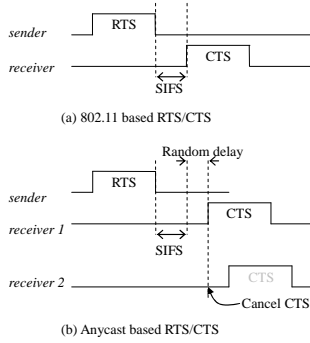 RTS
sender
CTS
receiver
SIFS
(a) 802.11 based RTS/CTS
Random delay
RTS
sender
CTS
receiver 1
SIFS
CTS
receiver 2
Cancel CTS
(b) Anycast based RTS/CTS